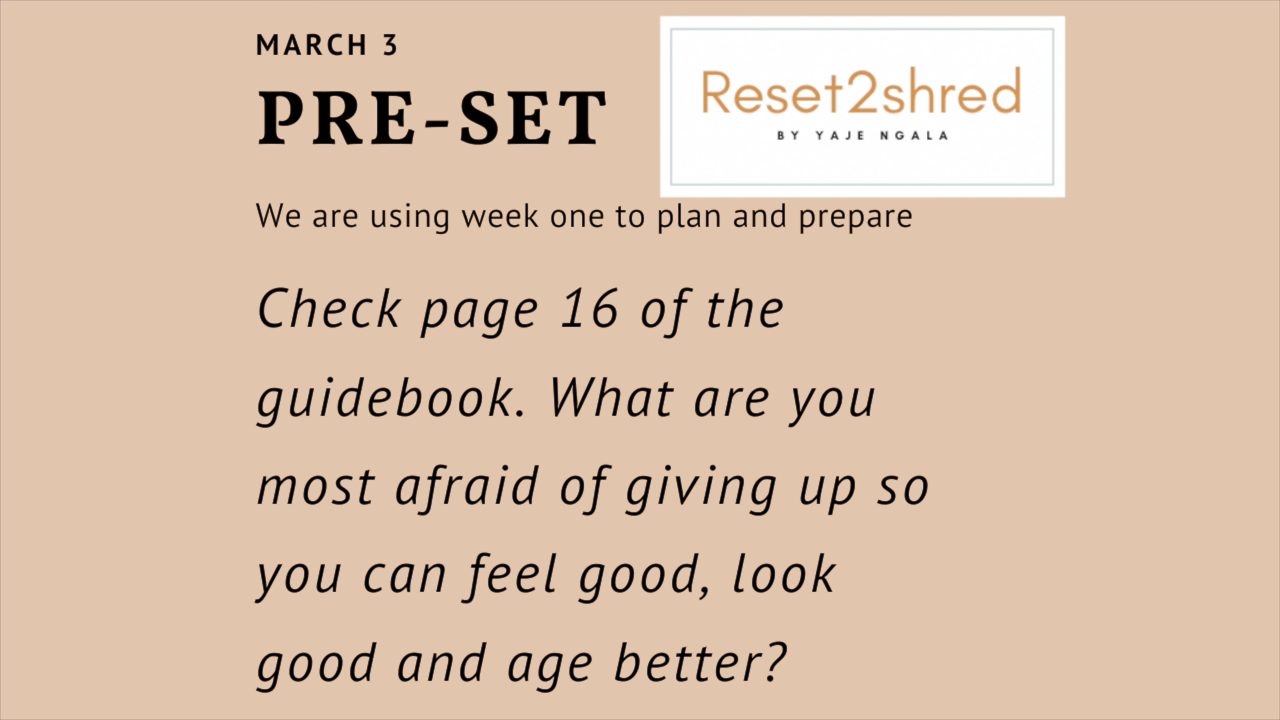 MARCH 3
PRE-SET
Reset2shred
BY YAJE NGALA
We are using week one to plan and prepare
Check page 16 of the
guidebook. What are you
most afraid of giving up so
you can feel good, look
good and age better?